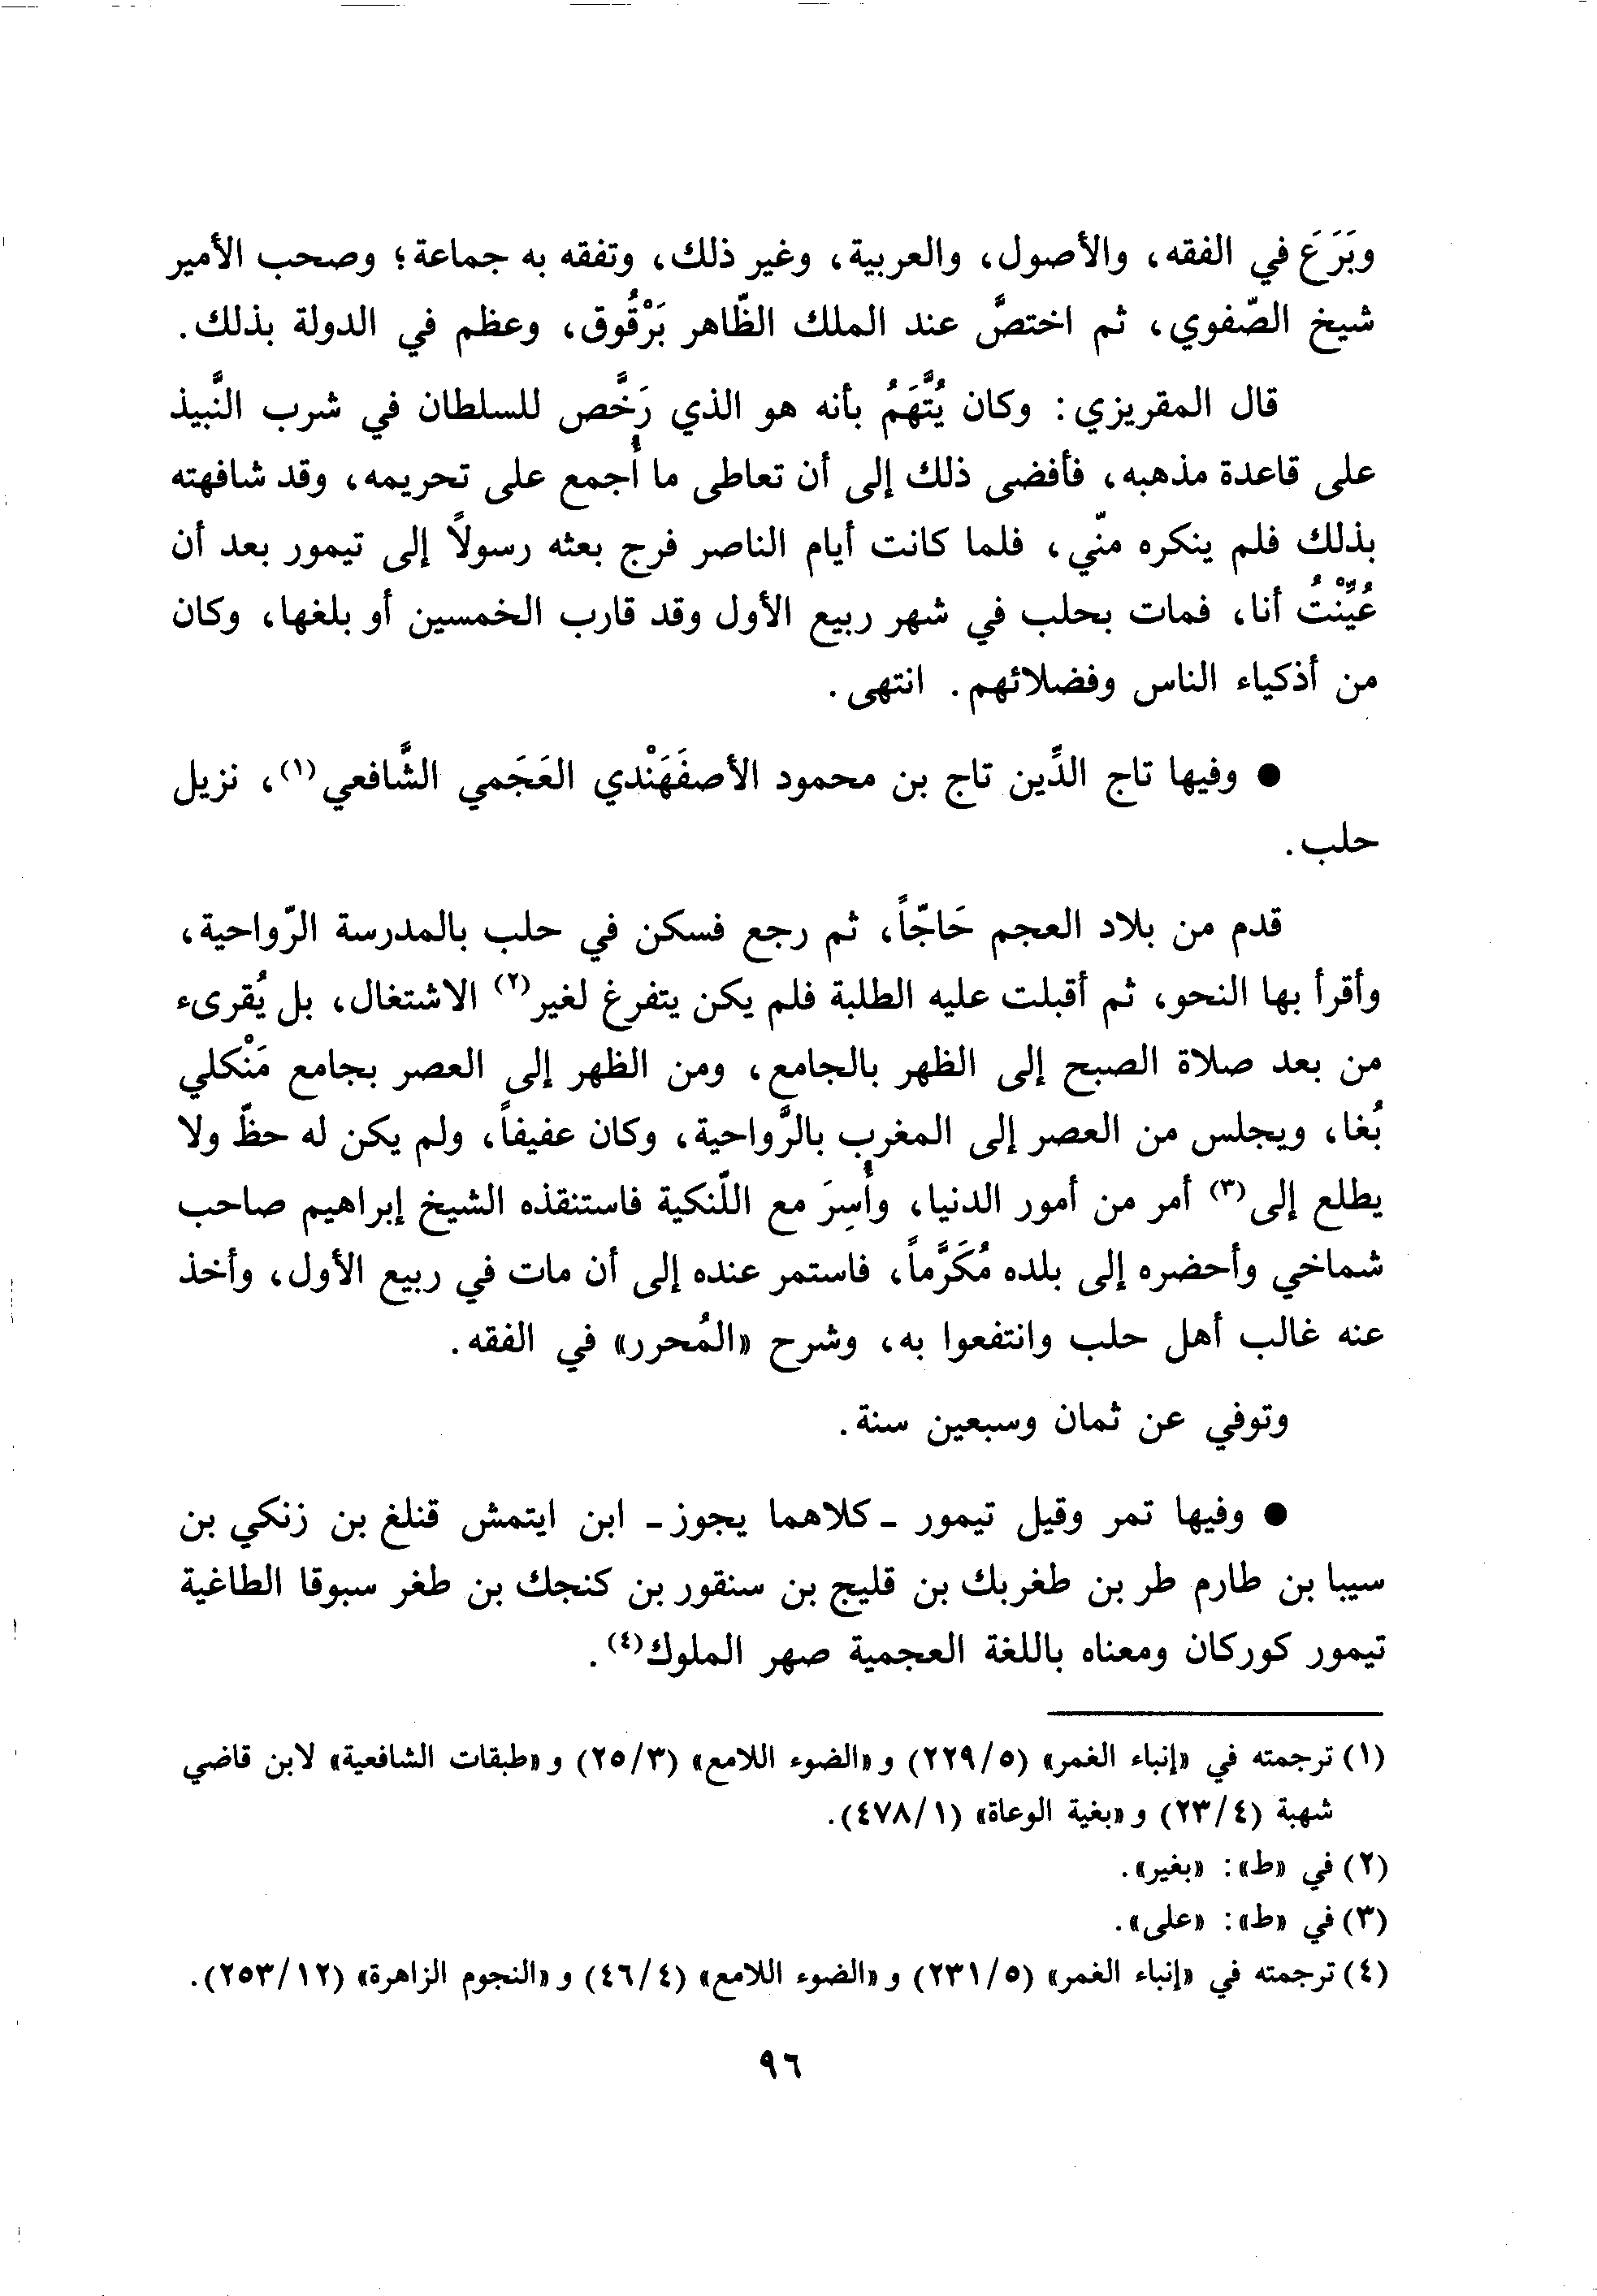 وبَرَعَ في الفقه، والأصول، والعربية، وغير ذلك، وتفقه به جماعة؛ وصحب الأمير
شيخ الصّفوي، ثم اختصَّ عند الملك الظّاهر بَرْقُوق، وعظم في الدولة بذلك.
قال المقريزي: وكان يُتَّهَمُ بأنه هو الذي رَخَّص للسلطان في شرب النَّبيذ
على قاعدة مذهبه، فأفضى ذلك إلى أن تعاطى ما أُجمع على تحريمه، وقد شافهته
بذلك فلم ينكره منّي، فلما كانت أيام الناصر فرج بعثه رسولاً إلى تيمور بعد أن
عُيِّنْتُ أنا، فمات بحلب في شهر ربيع الأول وقد قارب الخمسين أو بلغها، وكان
من أذكياء الناس وفضلائهم. انتهى.
● وفيها تاج الدِّين تاج بن محمود الأصفَهَنْدي العَجَمي الشَّافعي(١)، نزيل
حلب.
قدم من بلاد العجم حَاجّاً، ثم رجع فسكن في حلب بالمدرسة الرّواحية،
وأقرأ بها النحو، ثم أقبلت عليه الطلبة فلم يكن يتفرغ لغير(٢) الاشتغال، بل يُقرىء
من بعد صلاة الصبح إلى الظهر بالجامع، ومن الظهر إلى العصر بجامع مَنْكلي
بُغا، ويجلس من العصر إلى المغرب بالرَّواحية، وكان عفيفاً، ولم يكن له حظّ ولا
يطلع إلى(٣) أمر من أمور الدنيا، وأُسِرَ مع اللّنكية فاستنقذه الشيخ إبراهيم صاحب
شماخي وأحضره إلى بلده مُكَرَّماً، فاستمر عنده إلى أن مات في ربيع الأول، وأخذ
عنه غالب أهل حلب وانتفعوا به، وشرح «المُحرر» في الفقه.
وتوفي عن ثمان وسبعين سنة.
● وفيها تمر وقيل تيمور ـ كلاهما يجوز ـ ابن ايتمش قنلغ بن زنكي بن
سيبا بن طارم طر بن طغربك بن قليج بن سنقور بن كنجك بن طغر سبوقا الطاغية
تيمور كوركان ومعناه باللغة العجمية صهر الملوك(٤).
(١) ترجمته في «إنباء الغمر» (٥/٢٢٩) و «الضوء اللامع» (٣/٢٥) و «طبقات الشافعية» لابن قاضي
شهبة (٤/٢٣) و «بغية الوعاة» (١/٤٧٨).
(٢) في «ط»: «بغير».
(٣) في «ط»: «على».
(٤) ترجمته في «إنباء الغمر» (٥/٢٣١) و «الضوء اللامع» (٤/٤٦) و «النجوم الزاهرة» (١٢/٢٥٣).
٩٦